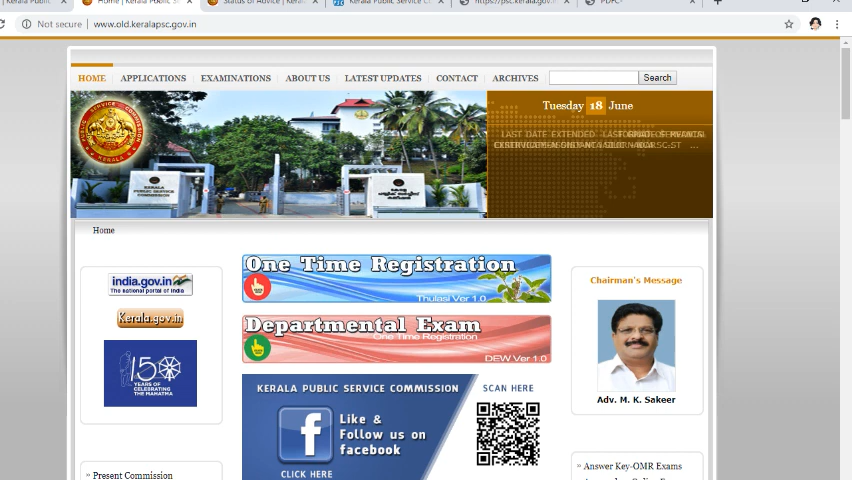 Home | Kerala Public S
Status of Advice | Kerala
Kerala Public Service C
https://psc.kerala.gov.in
Not secure | www.old.keralapsc.gov.in
HOME APPLICATIONS EXAMINATIONS ABOUT US LATEST UPDATES CONTACT ARCHIVES Search
Tuesday 18 June
LAST DATE EXTENDED
PUBLIC SERVICE COMMISSION
KERALA
KERALA
PUBLIC SERVICE
COMMISSION
Home
india.gov.in
The national portal of India
Kerala.gov.in
150
YEARS OF
CELEBRATING
THE MAHATMA
Present Commission
One Time Registration
Thulasi Ver 1.0
Departmental Exam
One Time Registration
DEW Ver 1.0
KERALA PUBLIC SERVICE COMMISSION
SCAN HERE
Like &
Follow us on
facebook
CLICK HERE
Chairman's Message
Adv. M. K. Sakeer
Answer Key-OMR Exams